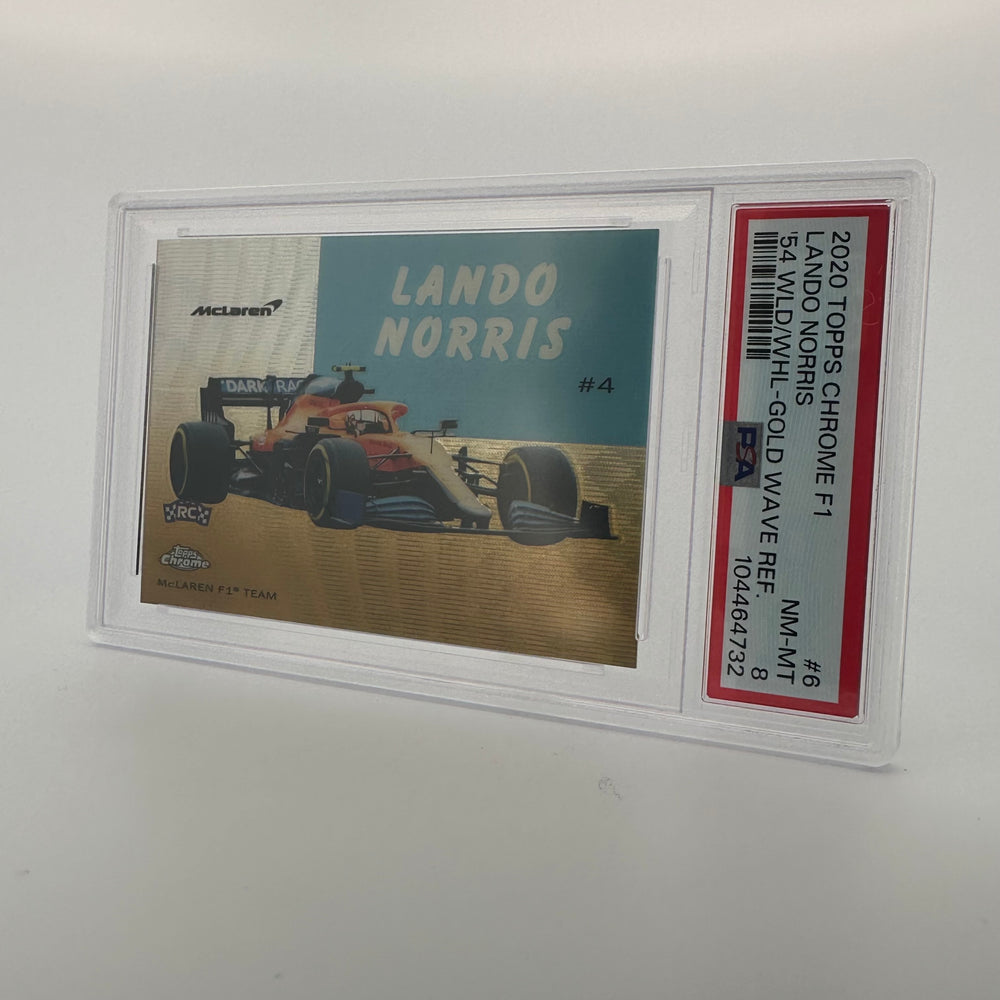 McLaren
LANDO
NORRIS
#4
DARK
RAC
RC
Topps
Chrome
McLAREN F1® TEAM
2020 TOPPS CHROME F1
#6
LANDO NORRIS
NM-MT
'54 WLD/WHL-GOLD WAVE REF.
8
PSA
104464732